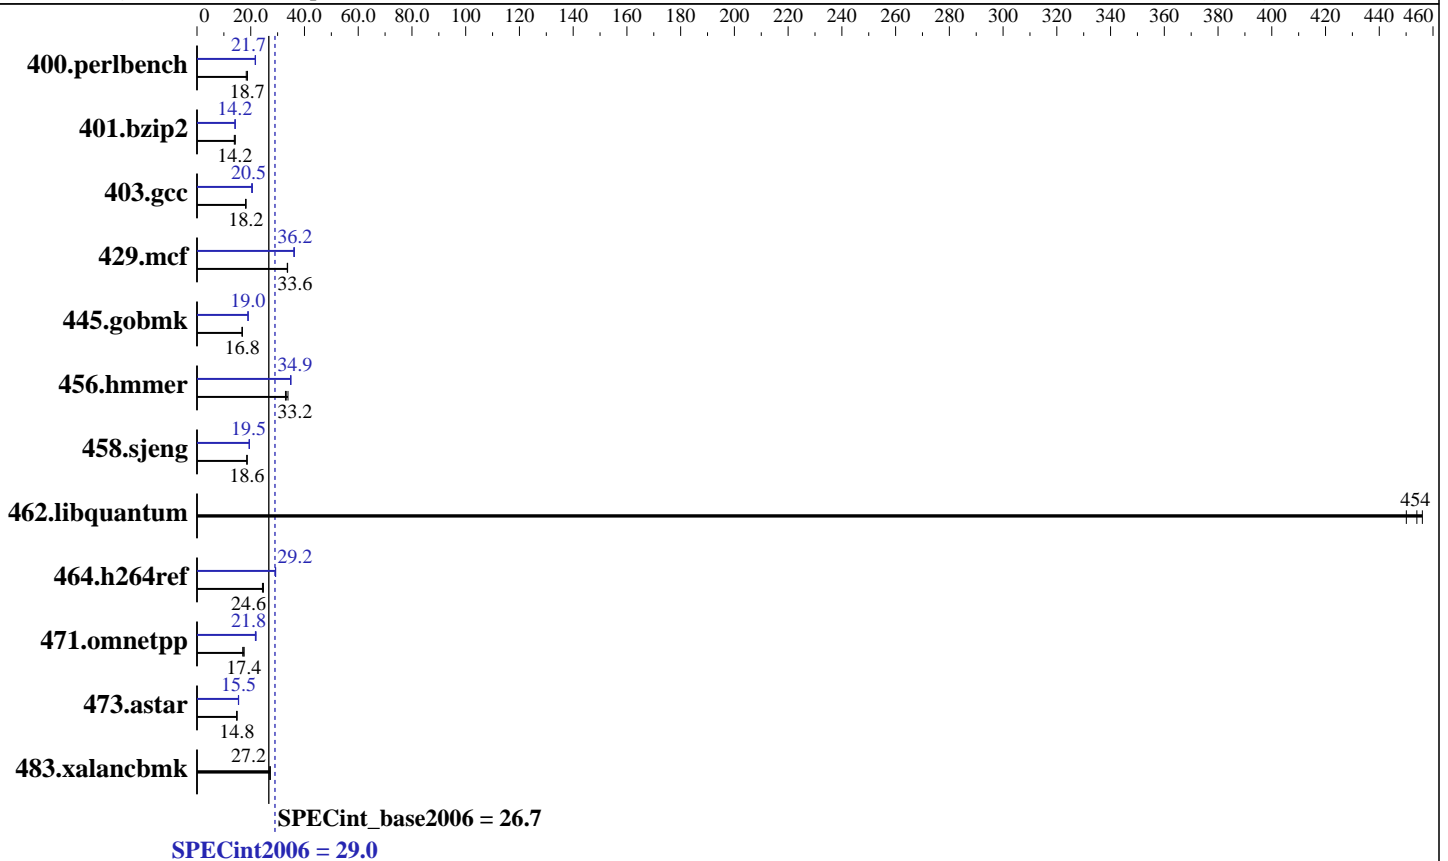 0 20.0 40.0 60.0 80.0 100 120 140 160 180 200 220 240 260 280 300 320 340 360 380 400 420 440 460
21.7
400.perlbench
18.7
14.2
401.bzip2
14.2
20.5
403.gcc
18.2
36.2
429.mcf
33.6
19.0
445.gobmk
16.8
34.9
456.hmmer
33.2
19.5
458.sjeng
18.6
454
462.libquantum
29.2
464.h264ref
24.6
21.8
471.omnetpp
17.4
15.5
473.astar
14.8
27.2
483.xalancbmk
SPECint_base2006 = 26.7
SPECint2006 = 29.0